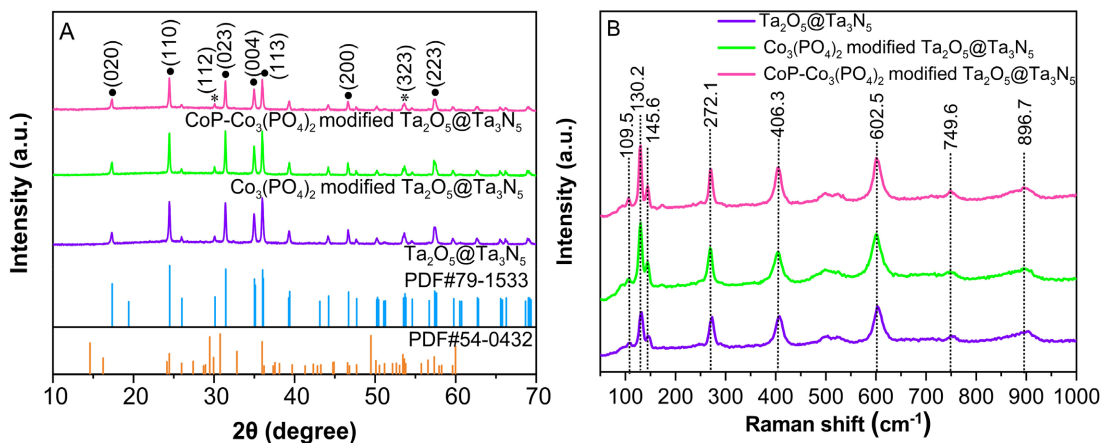 A
(020)
(110)
(112)
(023)
(004)
(113)
(200)
(323)
(223)
*
*
CoP-Co₃(PO₄)₂ modified Ta₂O₅@Ta₃N₅
Co₃(PO₄)₂ modified Ta₂O₅@Ta₃N₅
Ta₂O₅@Ta₃N₅
PDF#79-1533
PDF#54-0432
Intensity (a.u.)
10 20 30 40 50 60 70
2θ (degree)
B
Ta₂O₅@Ta₃N₅
Co₃(PO₄)₂ modified Ta₂O₅@Ta₃N₅
CoP-Co₃(PO₄)₂ modified Ta₂O₅@Ta₃N₅
109.5
130.2
145.6
272.1
406.3
602.5
749.6
896.7
Intensity (a.u.)
100 200 300 400 500 600 700 800 900 1000
Raman shift (cm⁻¹)